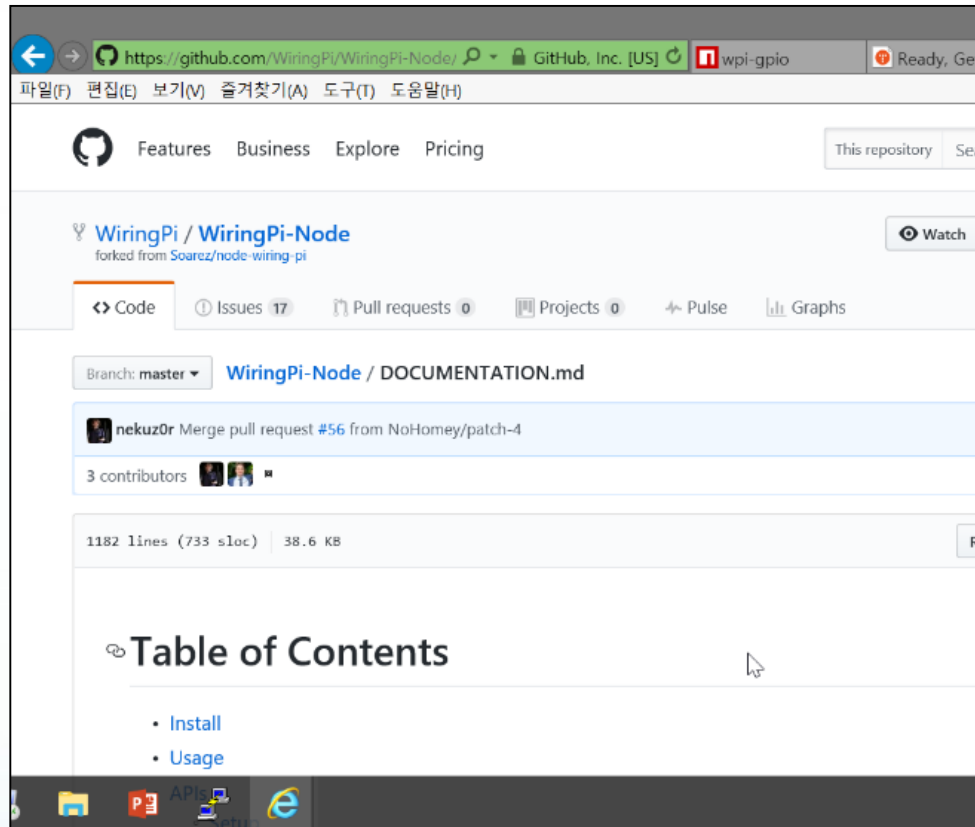 https://github.com/WiringPi/WiringPi-Node/ GitHub, Inc. [US] wpi-gpio Ready, Ge
파일(F) 편집(E) 보기(V) 즐겨찾기(A) 도구(T) 도움말(H)
Features Business Explore Pricing This repository Sea
WiringPi / WiringPi-Node Watch
forked from Soarez/node-wiring-pi
Code Issues 17 Pull requests 0 Projects 0 Pulse Graphs
Branch: master WiringPi-Node / DOCUMENTATION.md
nekuz0r Merge pull request #56 from NoHomey/patch-4
3 contributors
1182 lines (733 sloc) 38.6 KB R
Table of Contents
• Install
• Usage
APIs
Setup